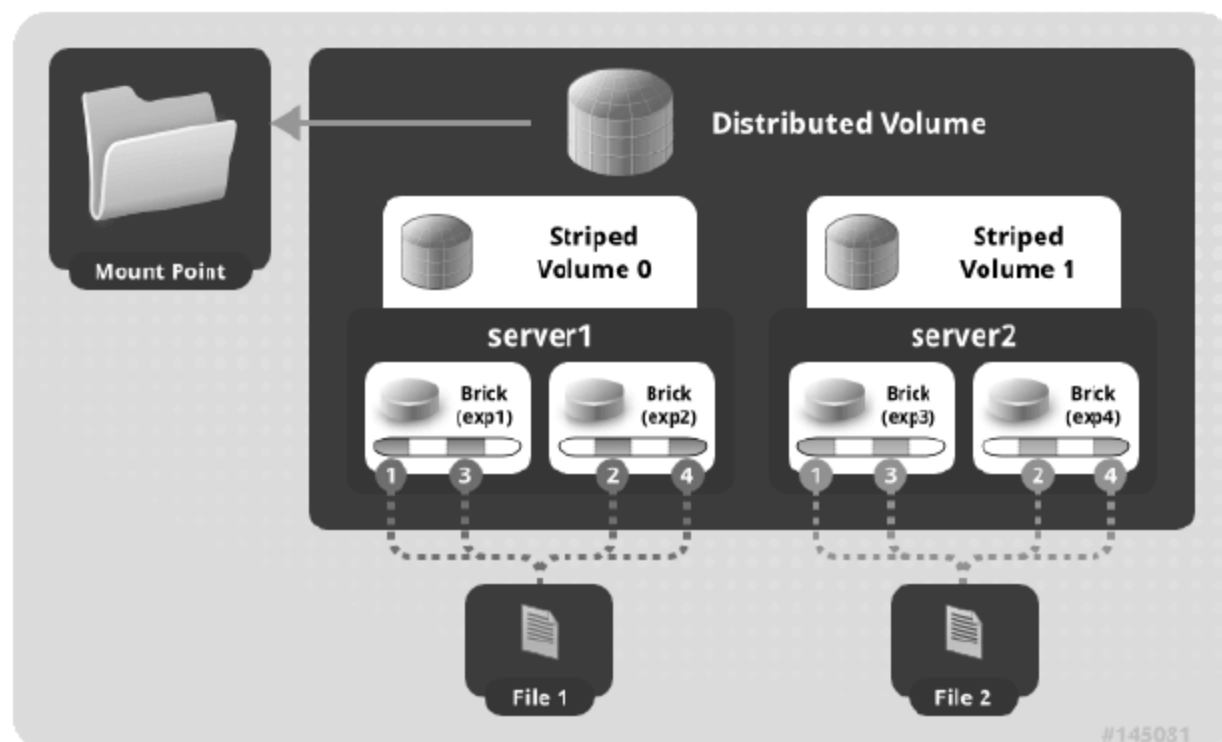 Distributed Volume
Mount Point
Striped
Volume 0
Striped
Volume 1
server1
server2
Brick
(exp1)
Brick
(exp2)
Brick
(exp3)
Brick
(exp4)
1
3
2
4
1
3
2
4
File 1
File 2
#145081